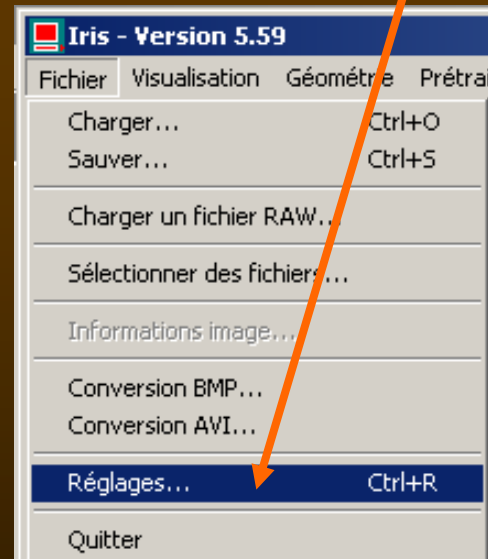 Iris - Version 5.59
Fichier Visualisation Géométrie Prétrai
Charger... Ctrl+O
Sauver... Ctrl+S
Charger un fichier RAW...
Sélectionner des fichiers...
Informations image...
Conversion BMP...
Conversion AVI...
Réglages... Ctrl+R
Quitter